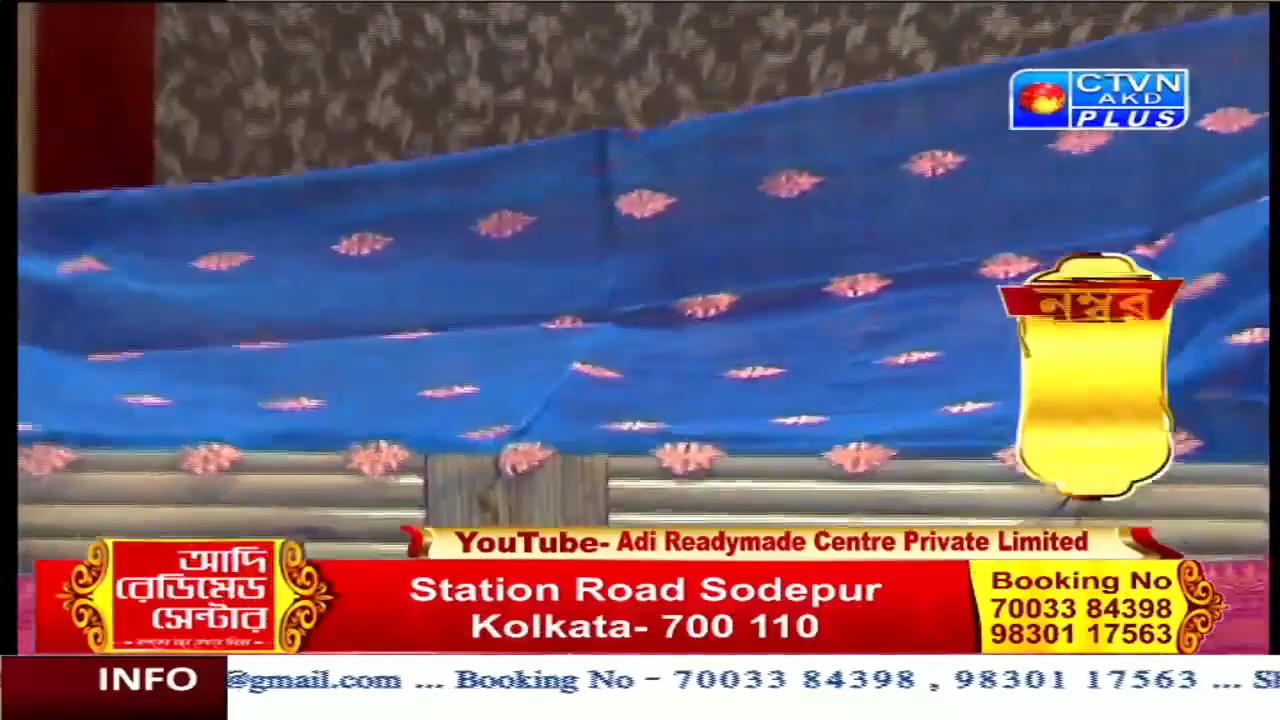 CTVN
AKD
PLUS
নম্বর
YouTube- Adi Readymade Centre Private Limited
আদি
রেডিমেড
সেন্টার
Station Road Sodepur
Kolkata- 700 110
Booking No
70033 84398
98301 17563
INFO
@gmail.com ... Booking No - 70033 84398 , 98301 17563 ...